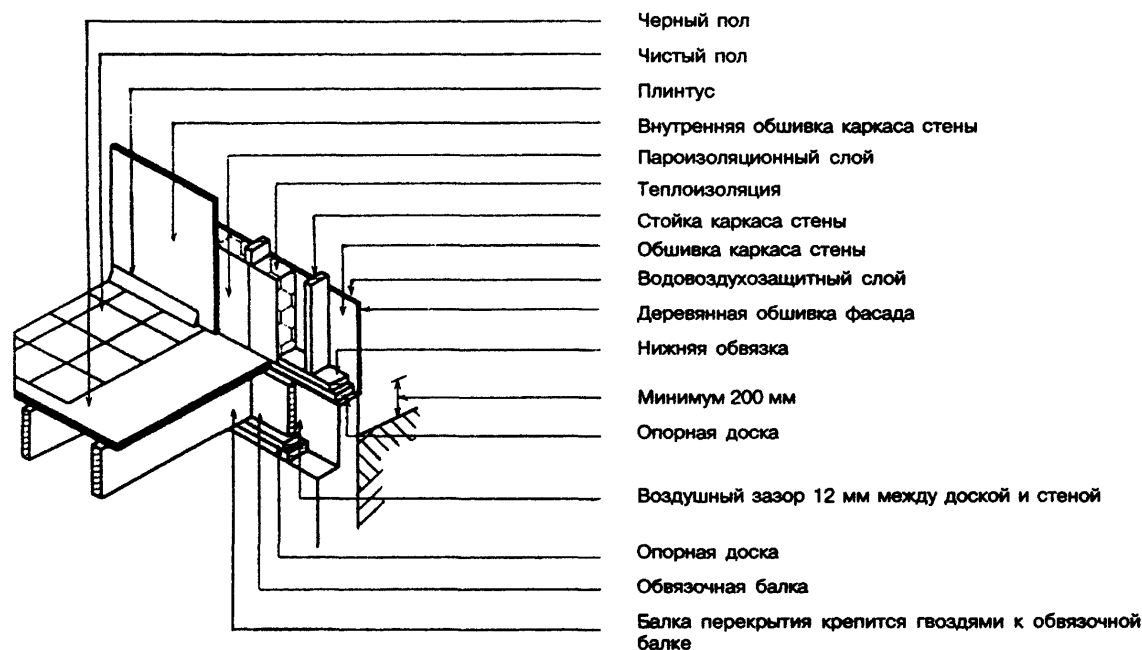 Черный пол
Чистый пол
Плинтус
Внутренняя обшивка каркаса стены
Пароизоляционный слой
Теплоизоляция
Стойка каркаса стены
Обшивка каркаса стены
Водовоздухозащитный слой
Деревянная обшивка фасада
Нижняя обвязка
Минимум 200 мм
Опорная доска
Воздушный зазор 12 мм между доской и стеной
Опорная доска
Обвязочная балка
Балка перекрытия крепится гвоздями к обвязочной
балке